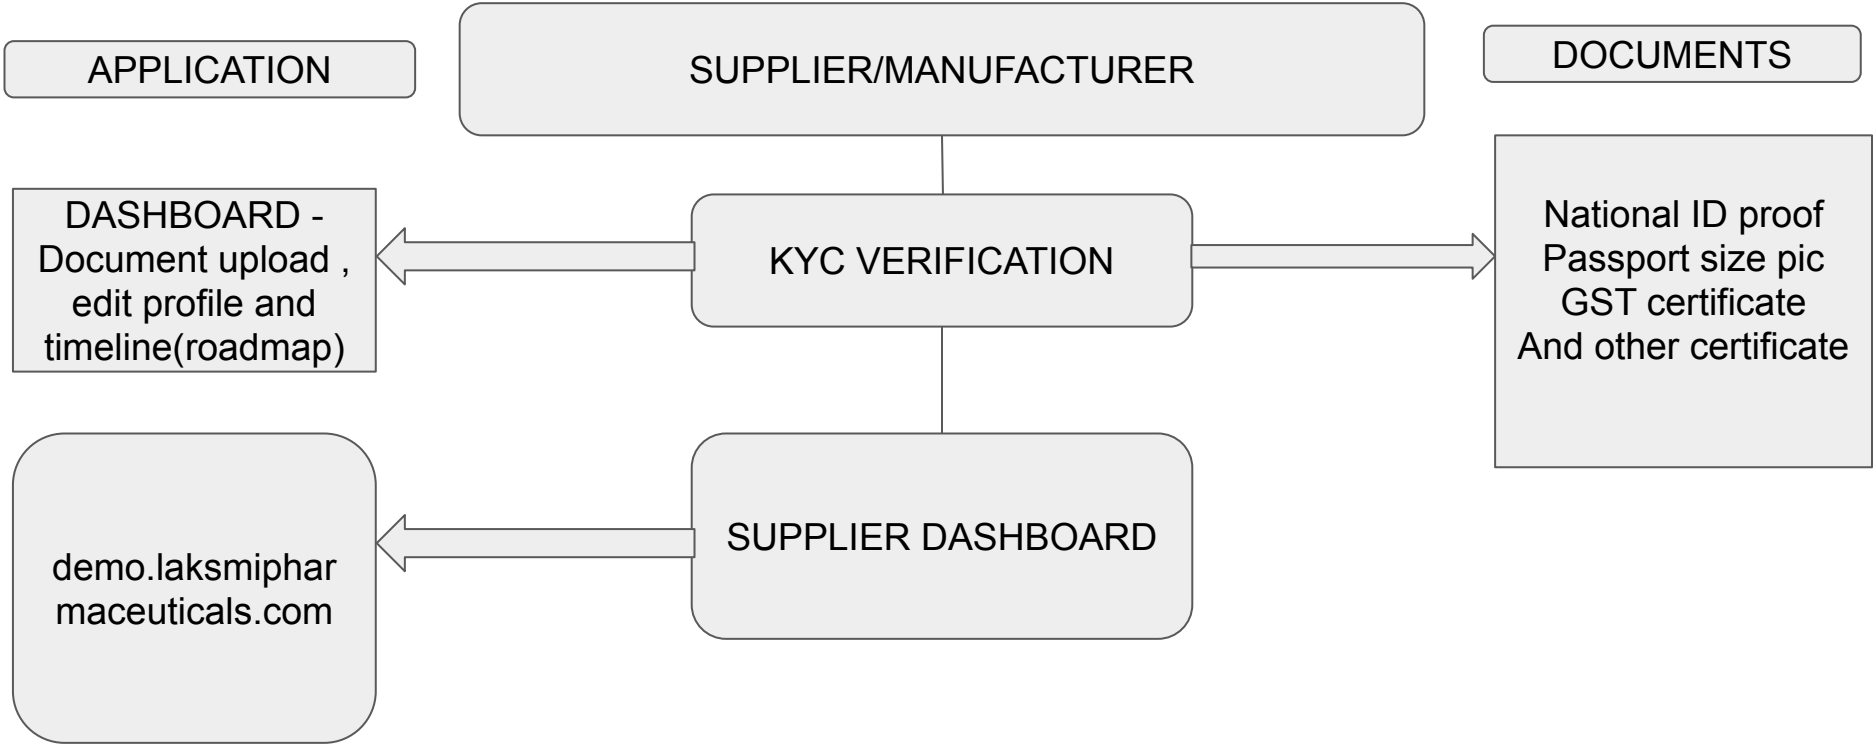 APPLICATION
SUPPLIER/MANUFACTURER
DOCUMENTS
DASHBOARD -
Document upload ,
edit profile and
timeline(roadmap)
KYC VERIFICATION
National ID proof
Passport size pic
GST certificate
And other certificate
demo.laksmiphar
maceuticals.com
SUPPLIER DASHBOARD